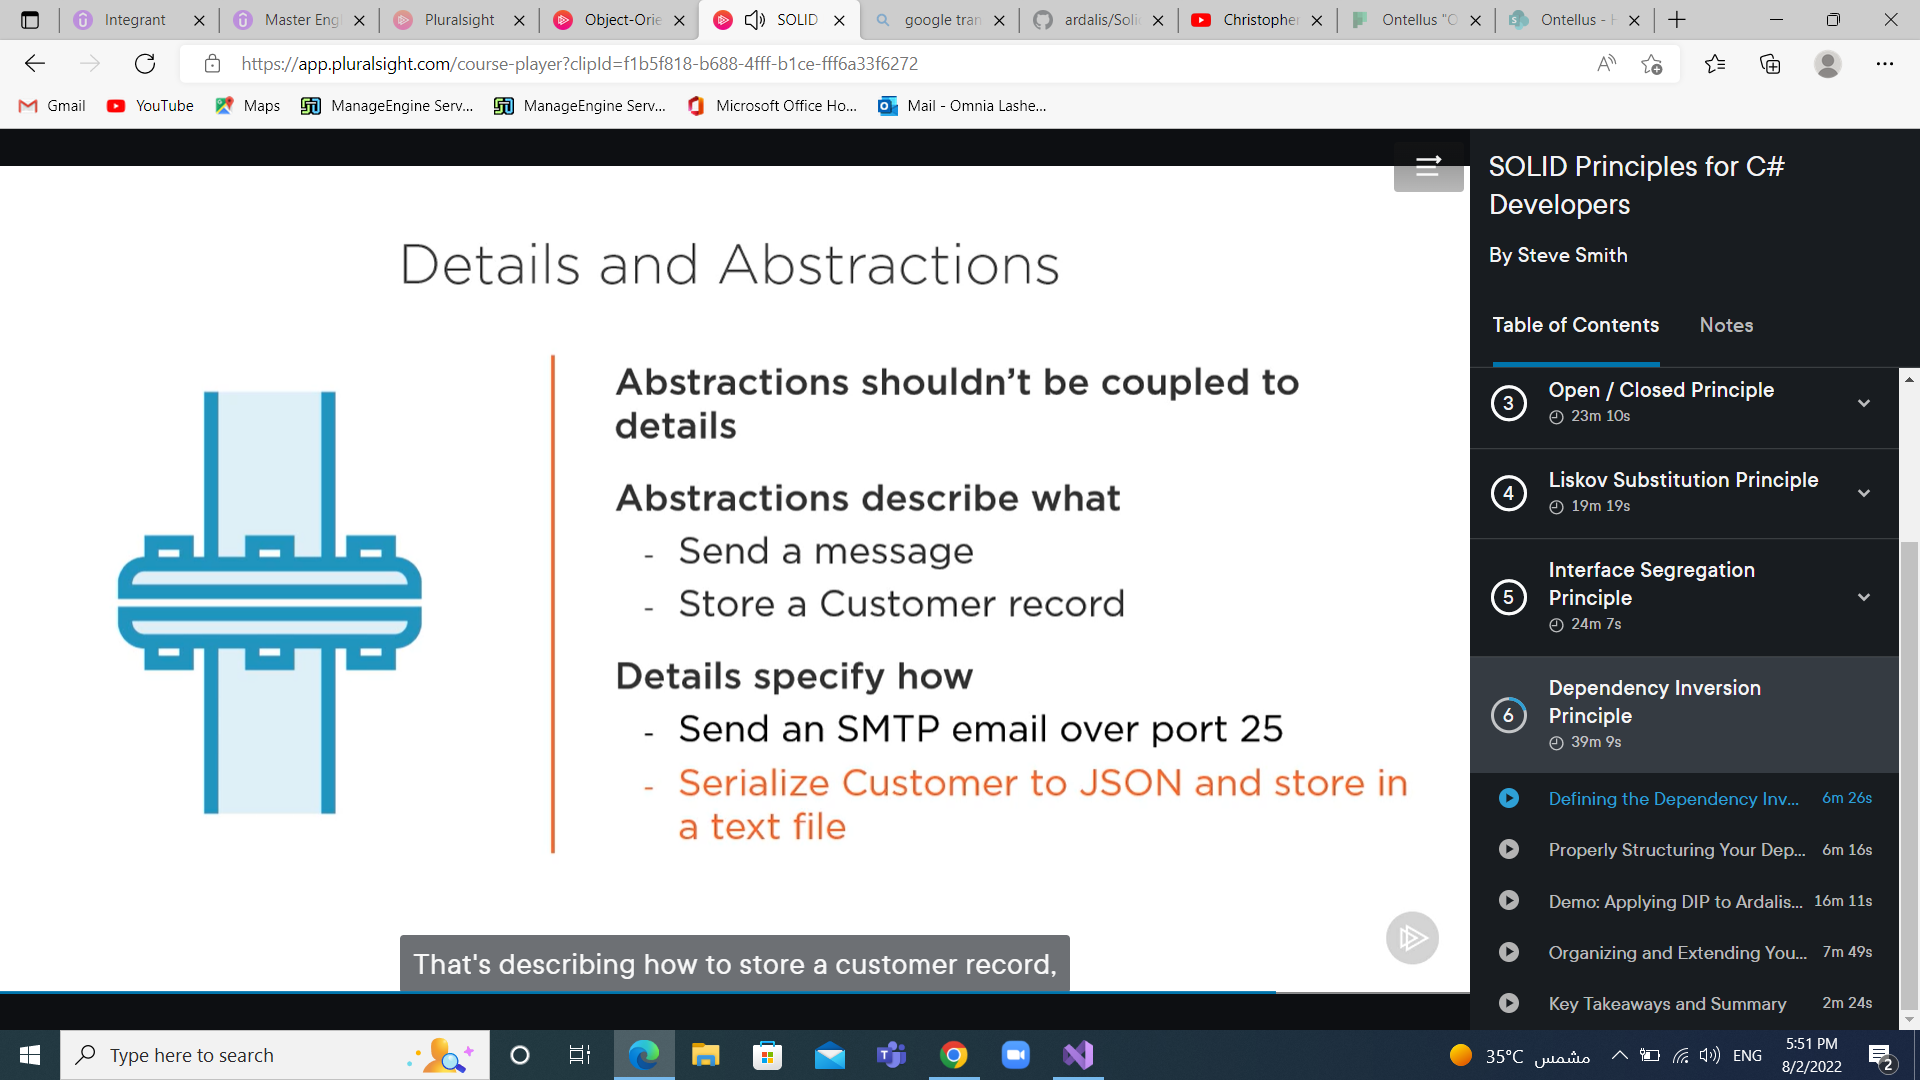 Integrant
Master Engl
Pluralsight
Object-Orie
SOLID
google tran
ardalis/Soli
Christopher
Ontellus "O
Ontellus - H
https://app.pluralsight.com/course-player?clipId=f1b5f818-b688-4fff-b1ce-fff6a33f6272
Gmail
YouTube
Maps
ManageEngine Serv...
ManageEngine Serv...
Microsoft Office Ho...
Mail - Omnia Lashe...
Details and Abstractions
Abstractions shouldn't be coupled to
details
Abstractions describe what
- Send a message
- Store a Customer record
Details specify how
- Send an SMTP email over port 25
- Serialize Customer to JSON and store in
a text file
That's describing how to store a customer record,
SOLID Principles for C#
Developers
By Steve Smith
Table of Contents
Notes
3
Open / Closed Principle
23m 10s
4
Liskov Substitution Principle
19m 19s
5
Interface Segregation
Principle
24m 7s
6
Dependency Inversion
Principle
39m 9s
Defining the Dependency Inv... 6m 26s
Properly Structuring Your Dep... 6m 16s
Demo: Applying DIP to Ardalis... 16m 11s
Organizing and Extending You... 7m 49s
Key Takeaways and Summary 2m 24s
Type here to search
35°C مشمس
ENG
5:51 PM
8/2/2022
2